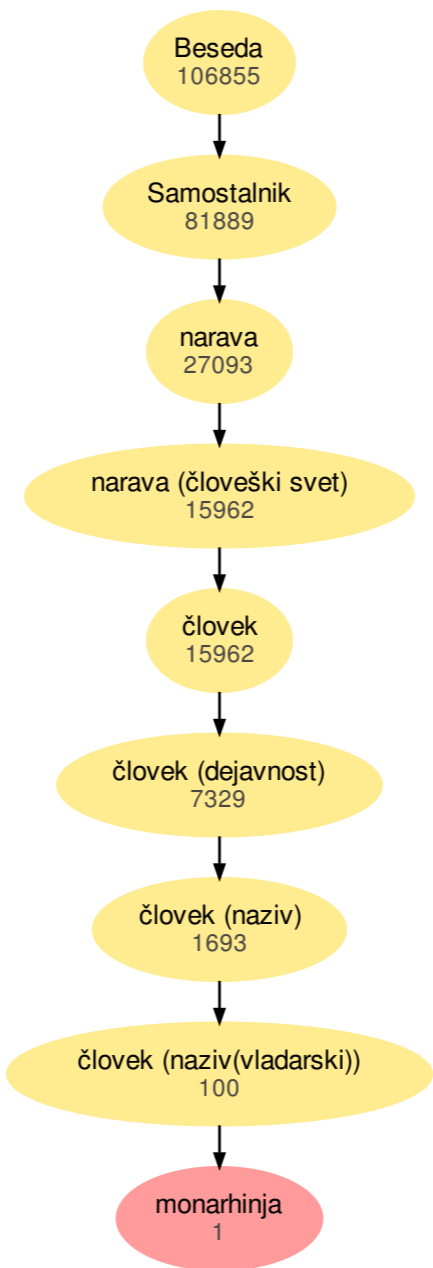 Beseda
106855
Samostalnik
81889
narava
27093
narava (človeški svet)
15962
človek
15962
človek (dejavnost)
7329
človek (naziv)
1693
človek (naziv(vladarski))
100
monarhinja
1